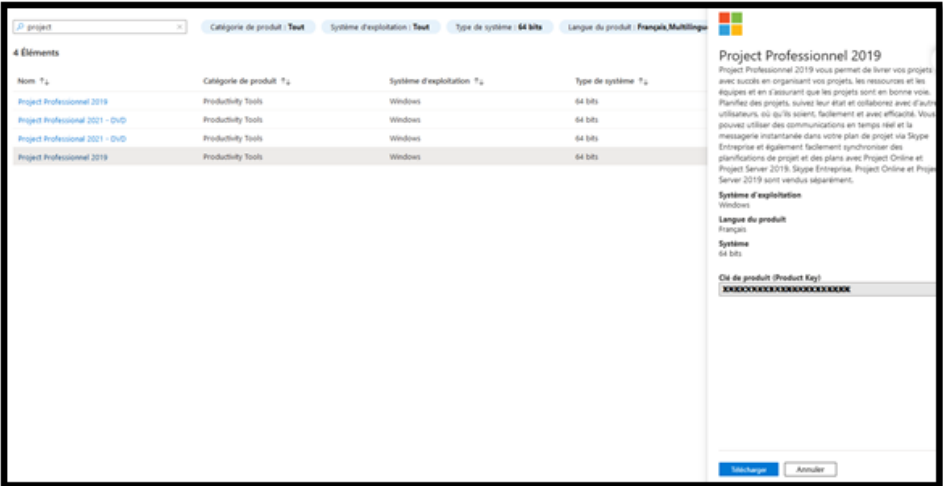 project
Catégorie de produit : Tout
Système d'exploitation : Tout
Type de système : 64 bits
Langue du produit : Français,Multilingu
4 Éléments
Nom ↑↓ Catégorie de produit ↑↓ Système d'exploitation ↑↓ Type de système ↑↓
Project Professionnel 2019 Productivity Tools Windows 64 bits
Project Professional 2021 - DVD Productivity Tools Windows 64 bits
Project Professionnel 2021 - DVD Productivity Tools Windows 64 bits
Project Professionnel 2019 Productivity Tools Windows 64 bits
Project Professionnel 2019
Project Professionnel 2019 vous permet de livrer vos projets
avec succès en organisant vos projets, les ressources et les
équipes et en s'assurant que les projets sont en bonne voie.
Planifiez des projets, suivez leur état et collaborez avec d'autre
utilisateurs, où qu'ils soient, facilement et avec efficacité. Vous
pouvez utiliser des communications en temps réel et la
messagerie instantanée dans votre plan de projet via Skype
Entreprise et également facilement synchroniser des
planifications de projet et des plans avec Project Online et
Project Server 2019. Skype Entreprise, Project Online et Projec
Server 2019 sont vendus séparément.
Système d'exploitation
Windows
Langue du produit
Français
Système
64 bits
Clé de produit (Product Key)
Télécharger
Annuler